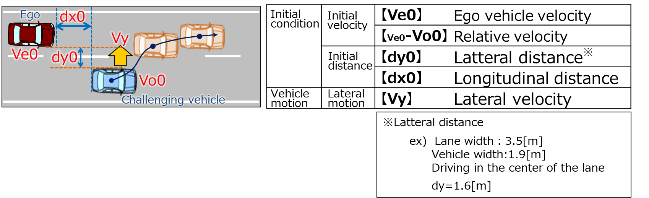 Ego
dx0
Vy
Ve0
dy0
Vo0
Challenging vehicle
Initial condition
Initial velocity
【Ve0】 Ego vehicle velocity
【Ve0-Vo0】 Relative velocity
Initial distance
【dy0】 Latteral distance※
【dx0】 Longitudinal distance
Vehicle motion
Lateral motion
【Vy】 Lateral velocity
※Latteral distance
ex) Lane width : 3.5[m]
Vehicle width:1.9[m]
Driving in the center of the lane
dy=1.6[m]